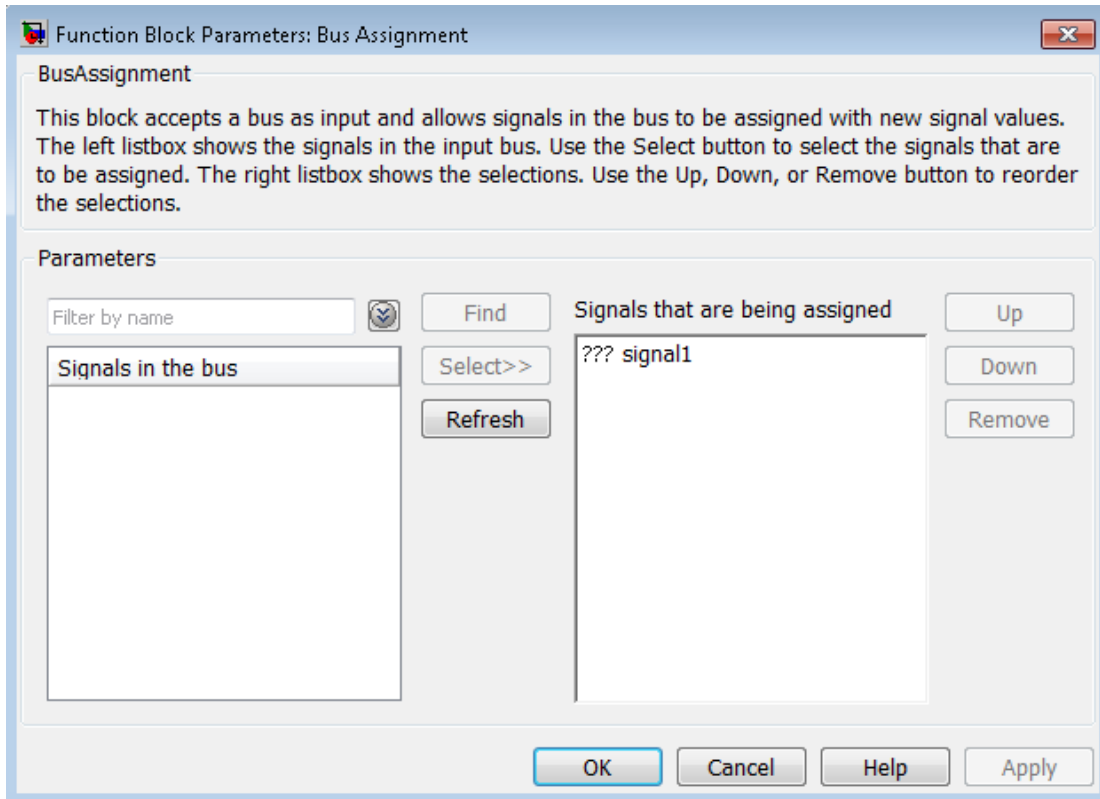 Function Block Parameters: Bus Assignment
BusAssignment
This block accepts a bus as input and allows signals in the bus to be assigned with new signal values.
The left listbox shows the signals in the input bus. Use the Select button to select the signals that are
to be assigned. The right listbox shows the selections. Use the Up, Down, or Remove button to reorder
the selections.
Parameters
Filter by name
Find
Signals that are being assigned
Up
Signals in the bus
Select>>
??? signal1
Down
Refresh
Remove
OK
Cancel
Help
Apply